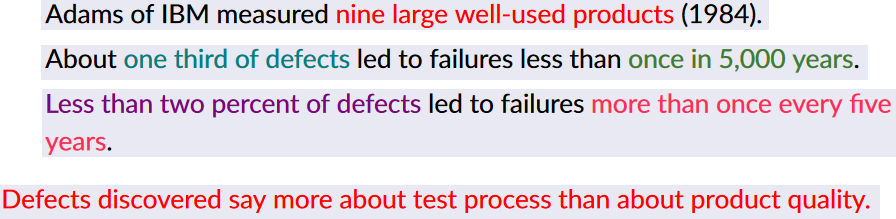 Adams of IBM measured nine large well-used products (1984).
About one third of defects led to failures less than once in 5,000 years.
Less than two percent of defects led to failures more than once every five
years.
Defects discovered say more about test process than about product quality.